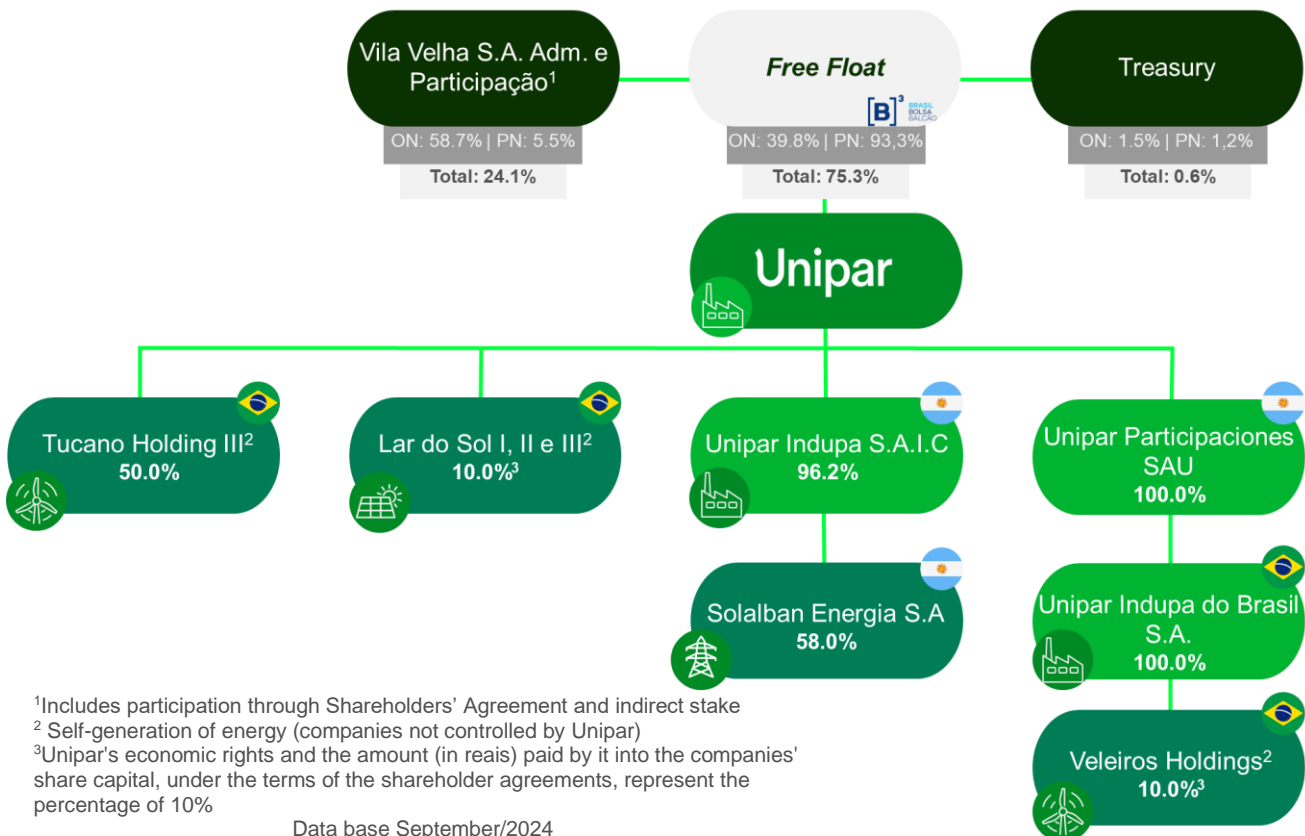 Vila Velha S.A. Adm. e
Participação¹
Free Float
[B]³ BRASIL
BOLSA
BALCÃO
Treasury
ON: 58.7% | PN: 5.5%
ON: 39.8% | PN: 93,3%
ON: 1.5% | PN: 1,2%
Total: 24.1%
Total: 75.3%
Total: 0.6%
Unipar
Tucano Holding III²
50.0%
Lar do Sol I, II e III²
10.0%³
Unipar Indupa S.A.I.C
96.2%
Unipar Participaciones
SAU
100.0%
Solalban Energia S.A
58.0%
Unipar Indupa do Brasil
S.A.
100.0%
Veleiros Holdings²
10.0%³
¹Includes participation through Shareholders’ Agreement and indirect stake
² Self-generation of energy (companies not controlled by Unipar)
³Unipar's economic rights and the amount (in reais) paid by it into the companies'
share capital, under the terms of the shareholder agreements, represent the
percentage of 10%
Data base September/2024